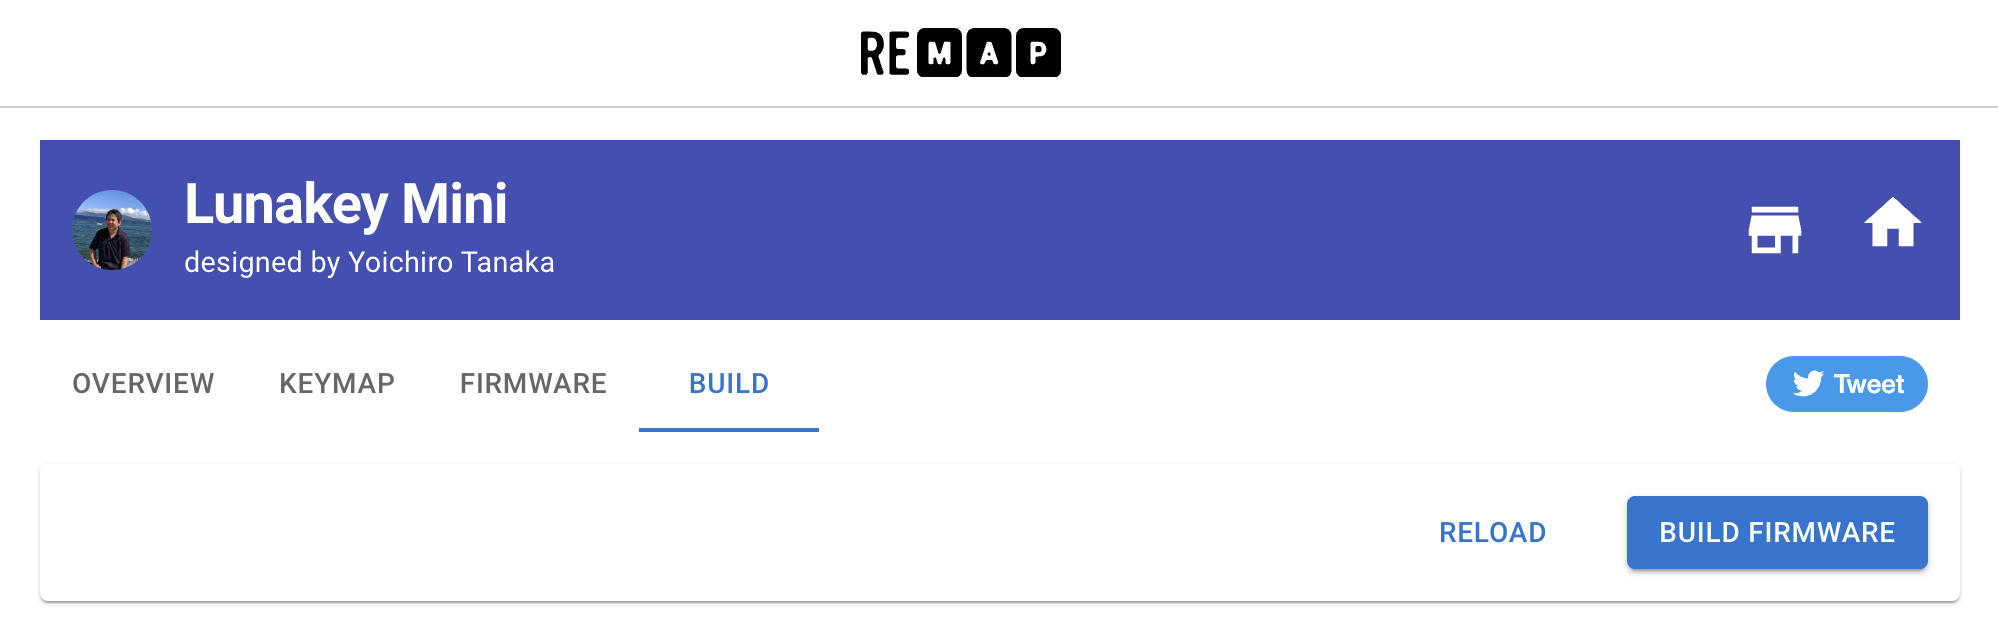 REMAP
Lunakey Mini
designed by Yoichiro Tanaka
OVERVIEW KEYMAP FIRMWARE BUILD Tweet
RELOAD BUILD FIRMWARE